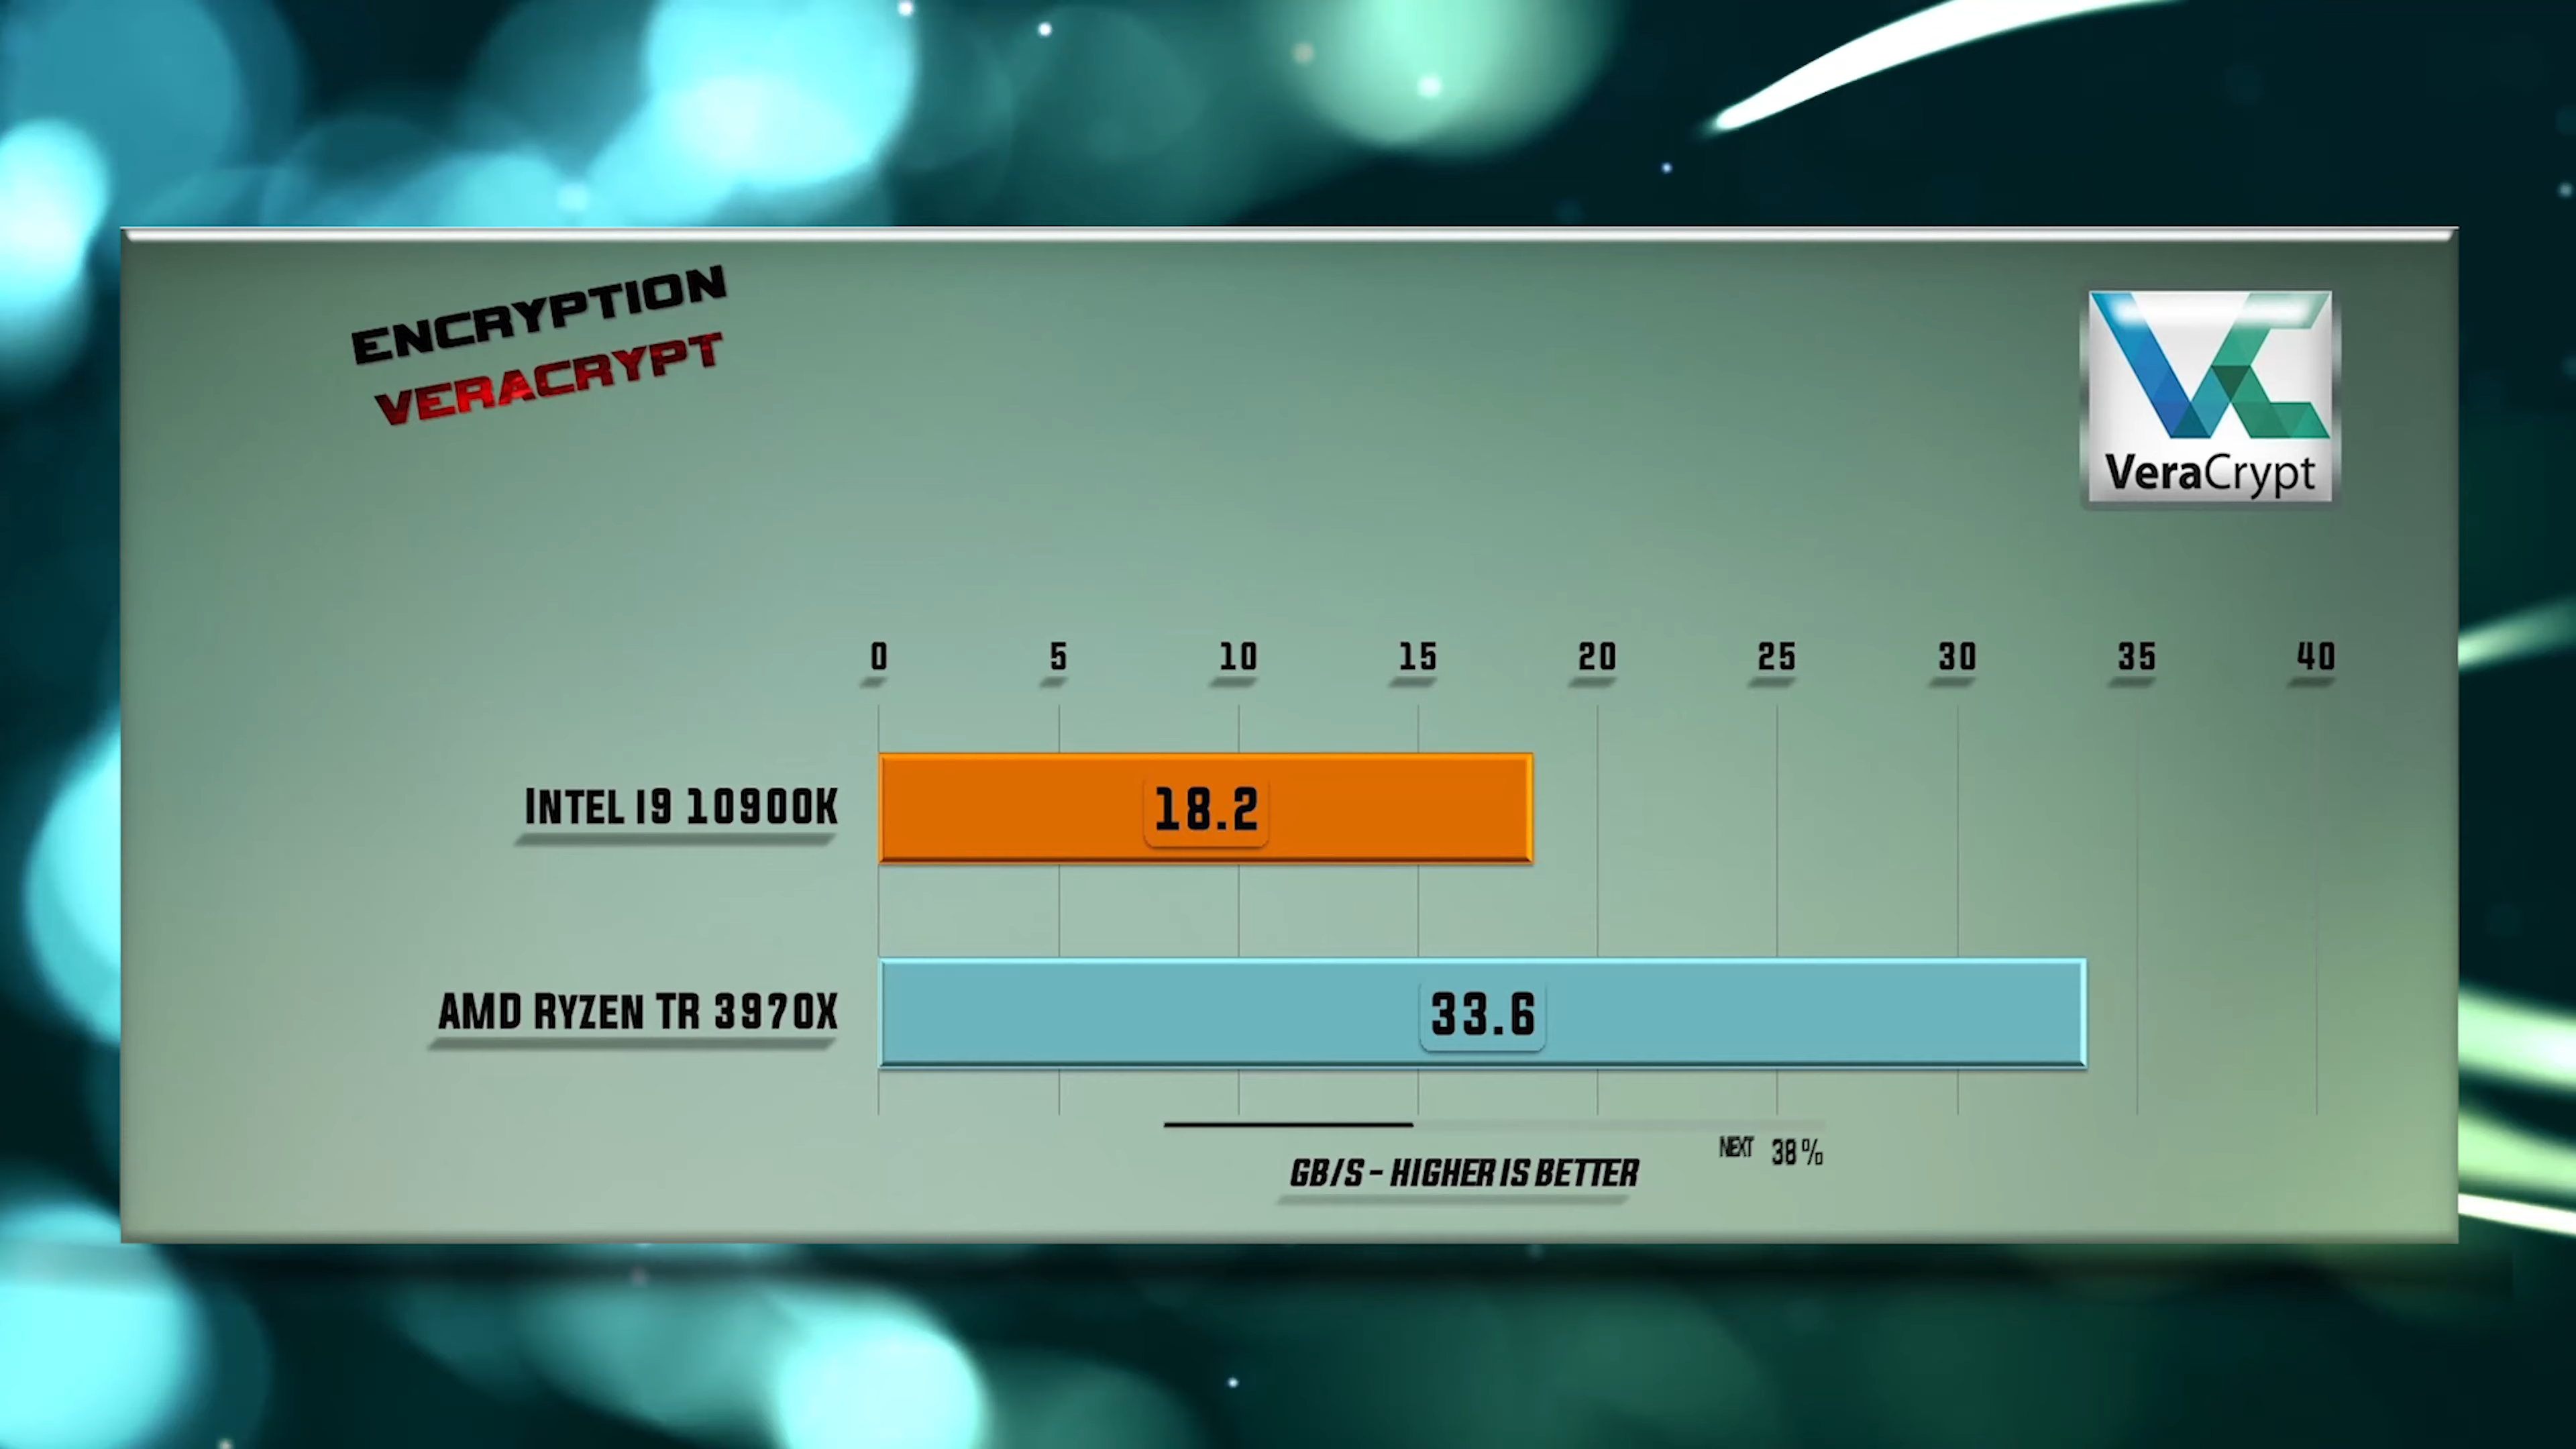 ENCRYPTION
VERACRYPT
VeraCrypt
0 5 10 15 20 25 30 35 40
INTEL I9 10900K 18.2
AMD RYZEN TR 3970X 33.6
NEXT 38%
GB/S - HIGHER IS BETTER